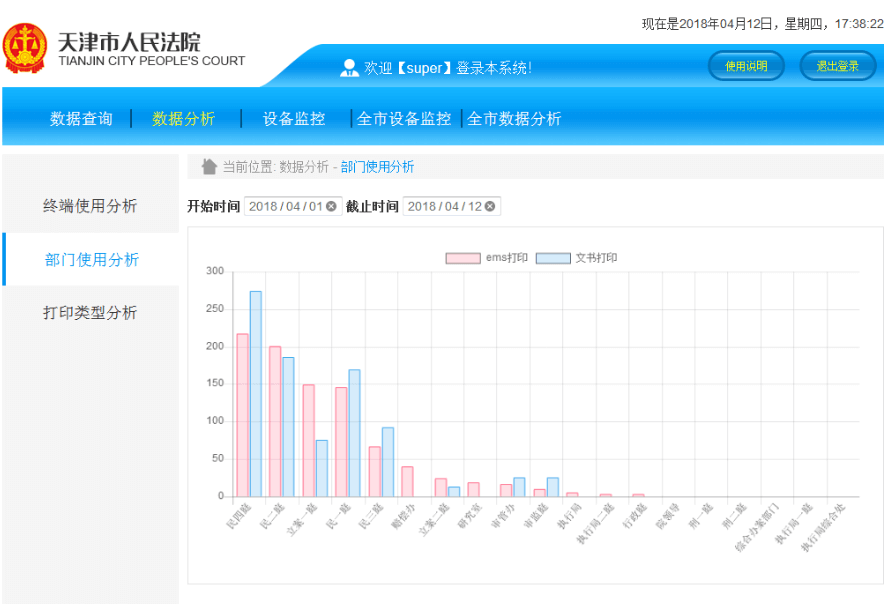 现在是2018年04月12日，星期四，17:38:22
天津市人民法院
TIANJIN CITY PEOPLE'S COURT
欢迎【super】登录本系统!
使用说明
退出登录
数据查询 数据分析 设备监控 全市设备监控 全市数据分析
当前位置: 数据分析 - 部门使用分析
终端使用分析
部门使用分析
打印类型分析
开始时间 2018/04/01 截止时间 2018/04/12
ems打印 文书打印
300
250
200
150
100
50
0
民四庭
民二庭
立案一庭
民一庭
民三庭
赔偿办
立案二庭
研究室
审管办
审监庭
执行局
执行局二庭
行政庭
院领导
刑一庭
刑二庭
综合办案部门
执行局一庭
执行局综合处